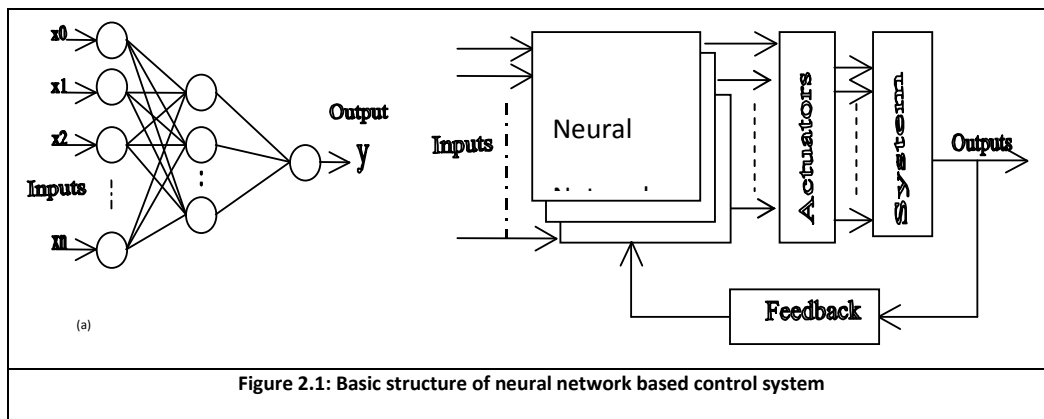 x0
x1
x2
Inputs
xn
Output
y
(a)
Inputs
Neural
Actuators
Systemn
Outputs
Feedback
Figure 2.1: Basic structure of neural network based control system